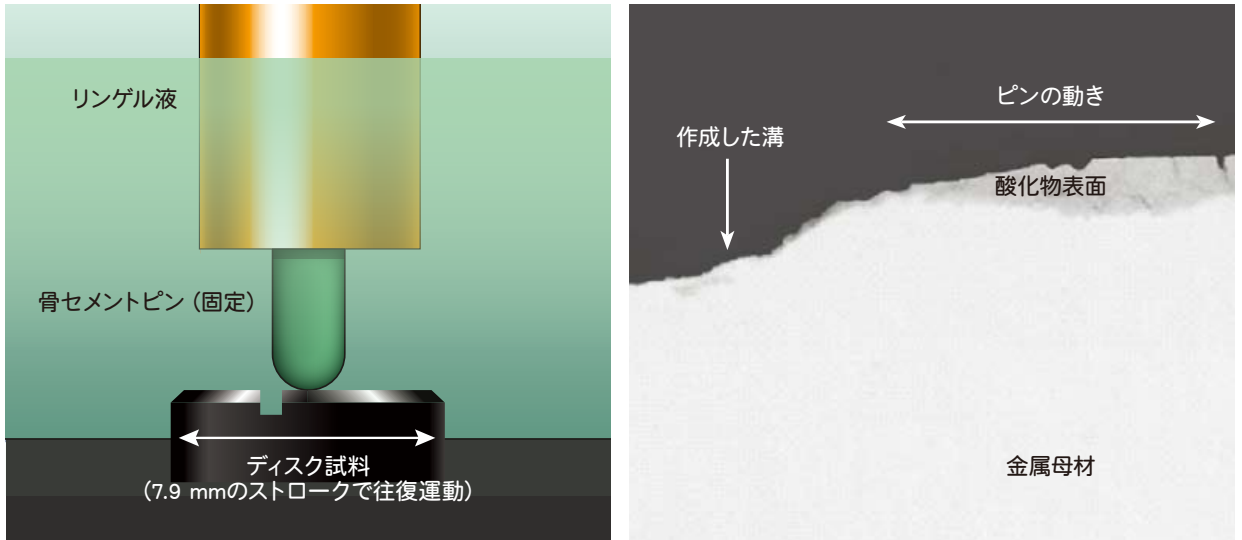 リンゲル液
骨セメントピン（固定）
ディスク試料
（7.9 mmのストロークで往復運動）
ピンの動き
作成した溝
酸化物表面
金属母材